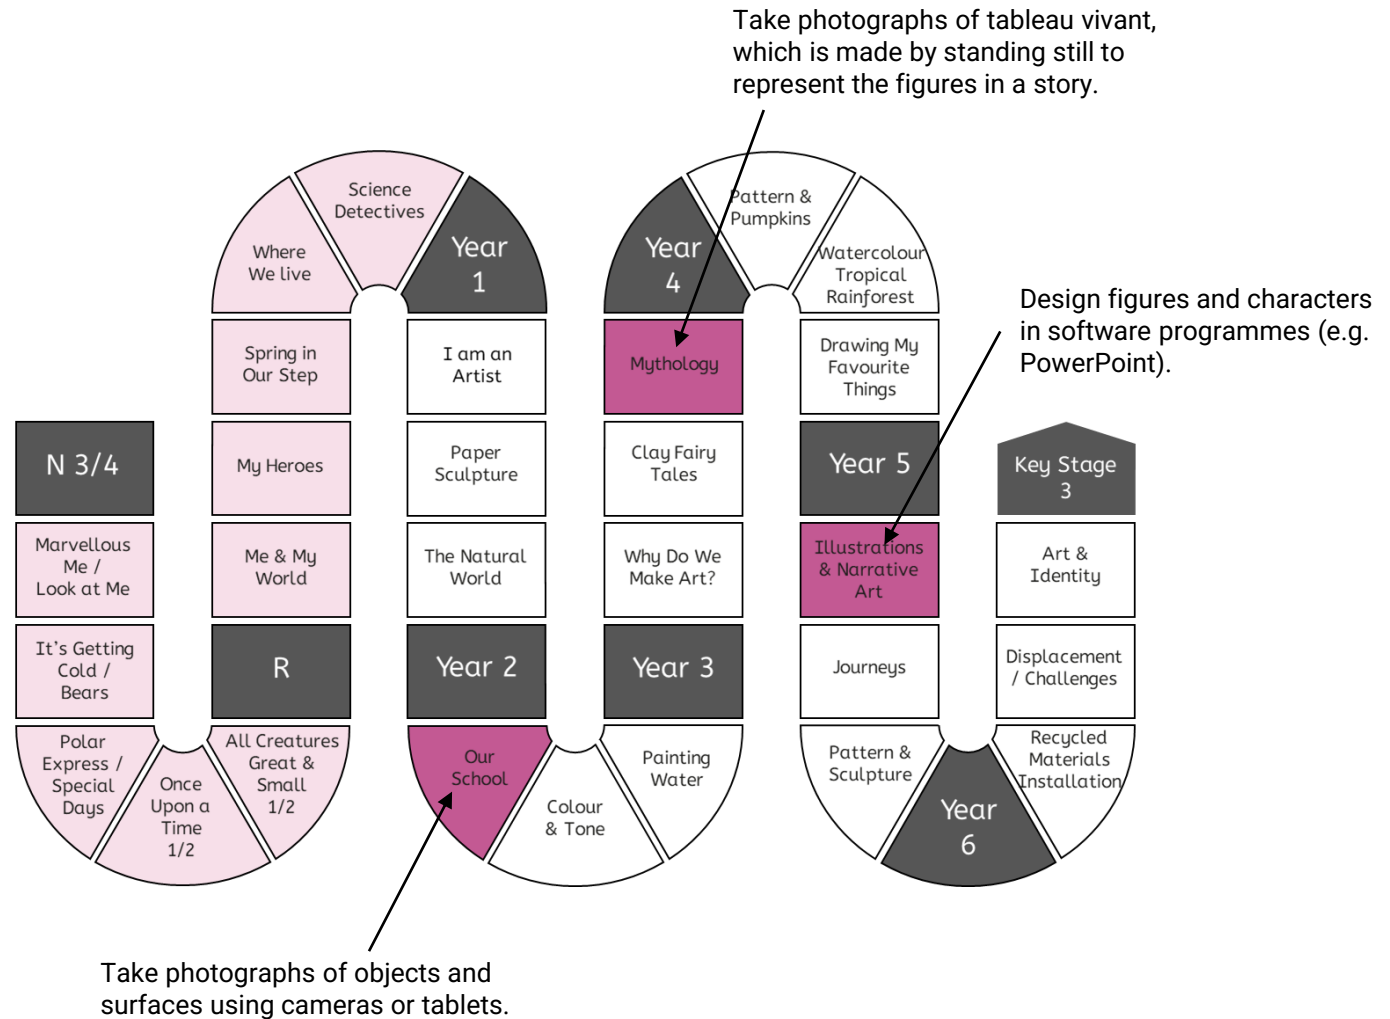 Take photographs of tableau vivant,
which is made by standing still to
represent the figures in a story.
N 3/4
Marvellous
Me /
Look at Me
It's Getting
Cold /
Bears
Polar
Express /
Special
Days
Once
Upon a
Time
1/2
All Creatures
Great &
Small
1/2
R
Me & My
World
My Heroes
Spring in
Our Step
Where
We live
Science
Detectives
Year
1
I am an
Artist
Paper
Sculpture
The Natural
World
Year 2
Our
School
Colour
& Tone
Painting
Water
Year 3
Why Do We
Make Art?
Clay Fairy
Tales
Mythology
Year
4
Pattern &
Pumpkins
Watercolour
Tropical
Rainforest
Drawing My
Favourite
Things
Year 5
Illustrations
& Narrative
Art
Journeys
Pattern &
Sculpture
Year
6
Recycled
Materials
Installation
Displacement
/ Challenges
Art &
Identity
Key Stage
3
Design figures and characters
in software programmes (e.g.
PowerPoint).
Take photographs of objects and
surfaces using cameras or tablets.